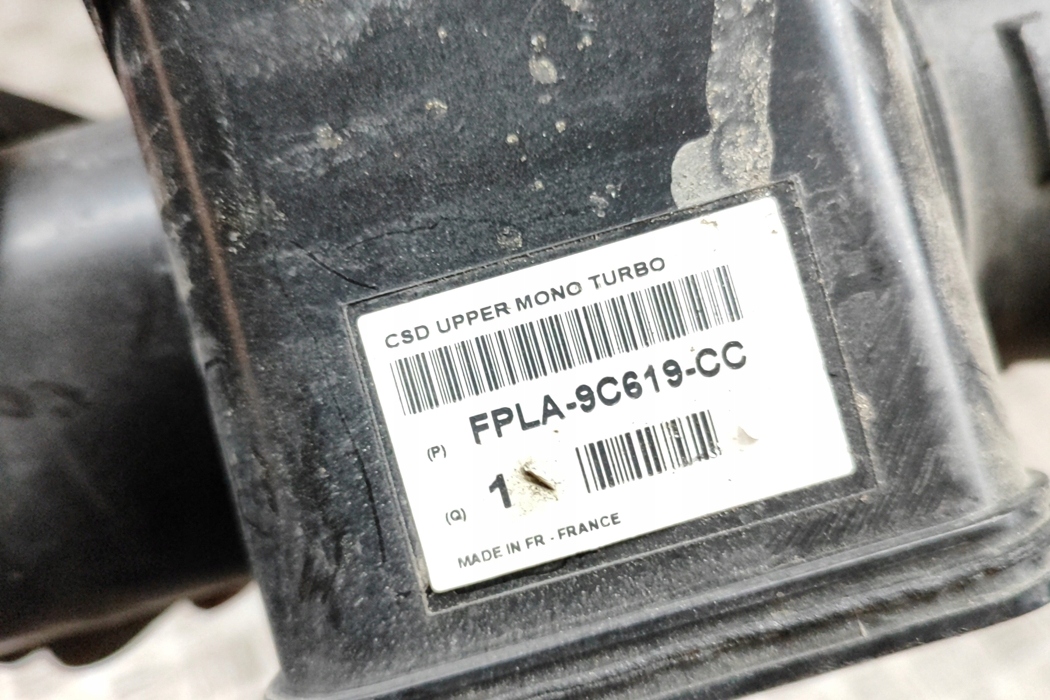 CSD UPPER MONO TURBO
FPLA-9C619-CC
(P)
1
(Q)
MADE IN FR - FRANCE